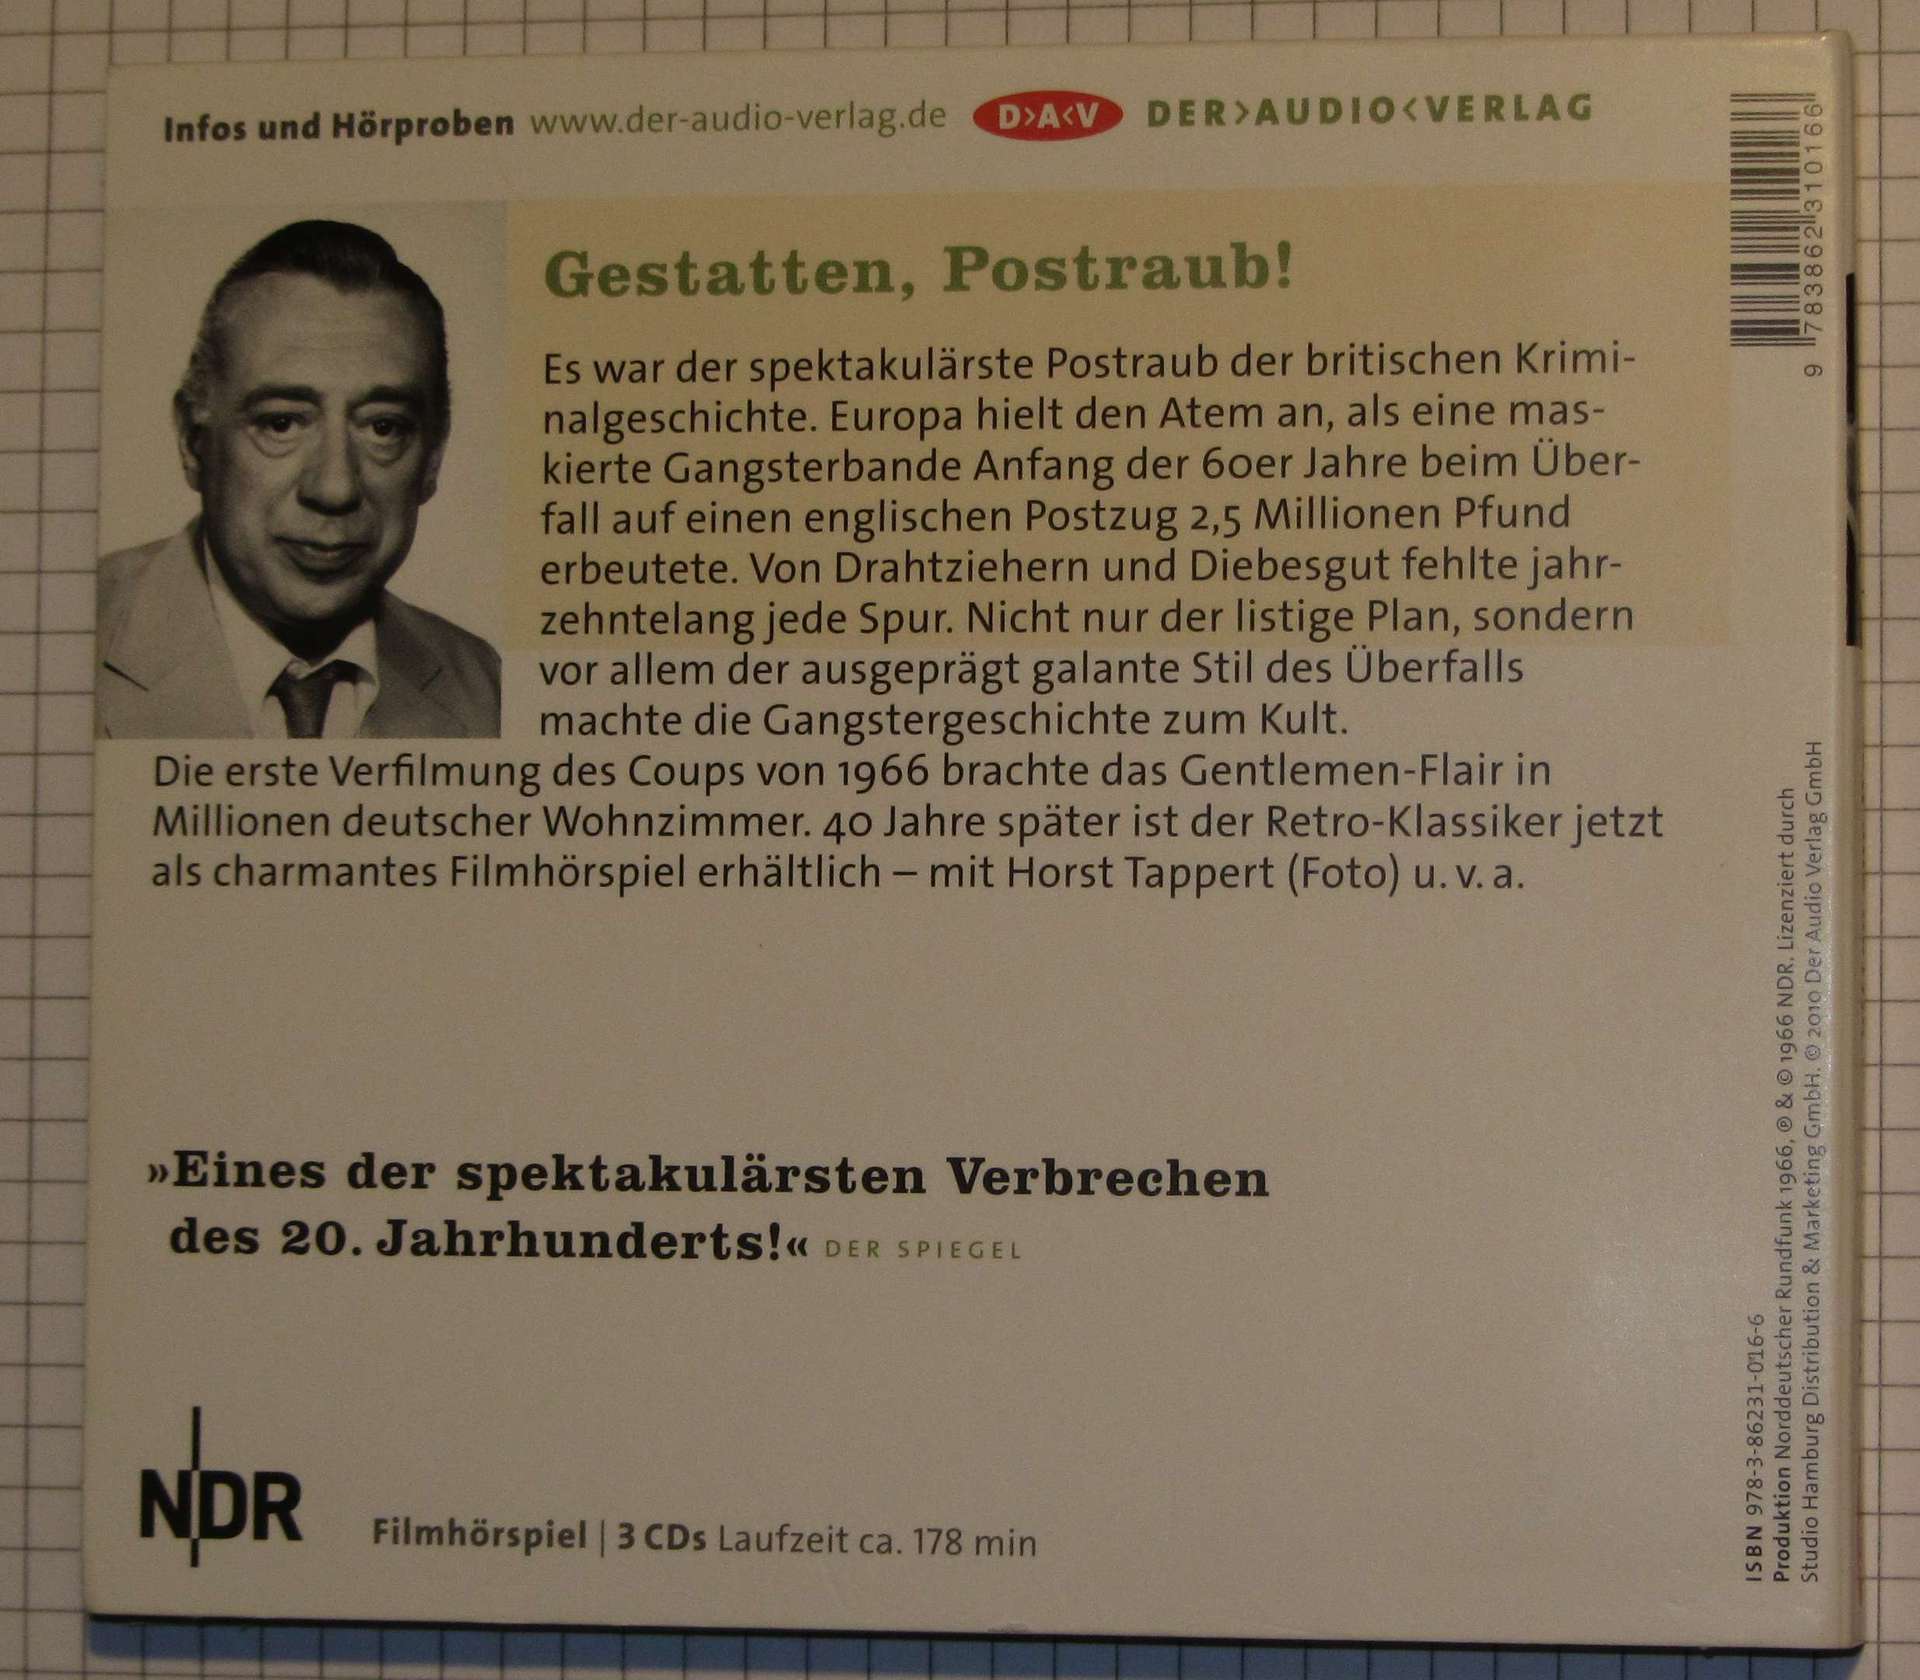 Infos und Hörproben www.der-audio-verlag.de D>A<V DER>AUDIO<VERLAG
Gestatten, Postraub!
Es war der spektakulärste Postraub der britischen Krimi-
nalgeschichte. Europa hielt den Atem an, als eine mas-
kierte Gangsterbande Anfang der 60er Jahre beim Über-
fall auf einen englischen Postzug 2,5 Millionen Pfund
erbeutete. Von Drahtziehern und Diebesgut fehlte jahr-
zehntelang jede Spur. Nicht nur der listige Plan, sondern
vor allem der ausgeprägt galante Stil des Überfalls
machte die Gangstergeschichte zum Kult.
Die erste Verfilmung des Coups von 1966 brachte das Gentlemen-Flair in
Millionen deutscher Wohnzimmer. 40 Jahre später ist der Retro-Klassiker jetzt
als charmantes Filmhörspiel erhältlich – mit Horst Tappert (Foto) u. v. a.
»Eines der spektakulärsten Verbrechen
des 20. Jahrhunderts!« DER SPIEGEL
NDR
Filmhörspiel | 3 CDs Laufzeit ca. 178 min
9 783862 310166
ISBN 978-3-86231-016-6
Produktion Norddeutscher Rundfunk 1966, ℗ & © 1966 NDR. Lizenziert durch
Studio Hamburg Distribution & Marketing GmbH. © 2010 Der Audio Verlag GmbH